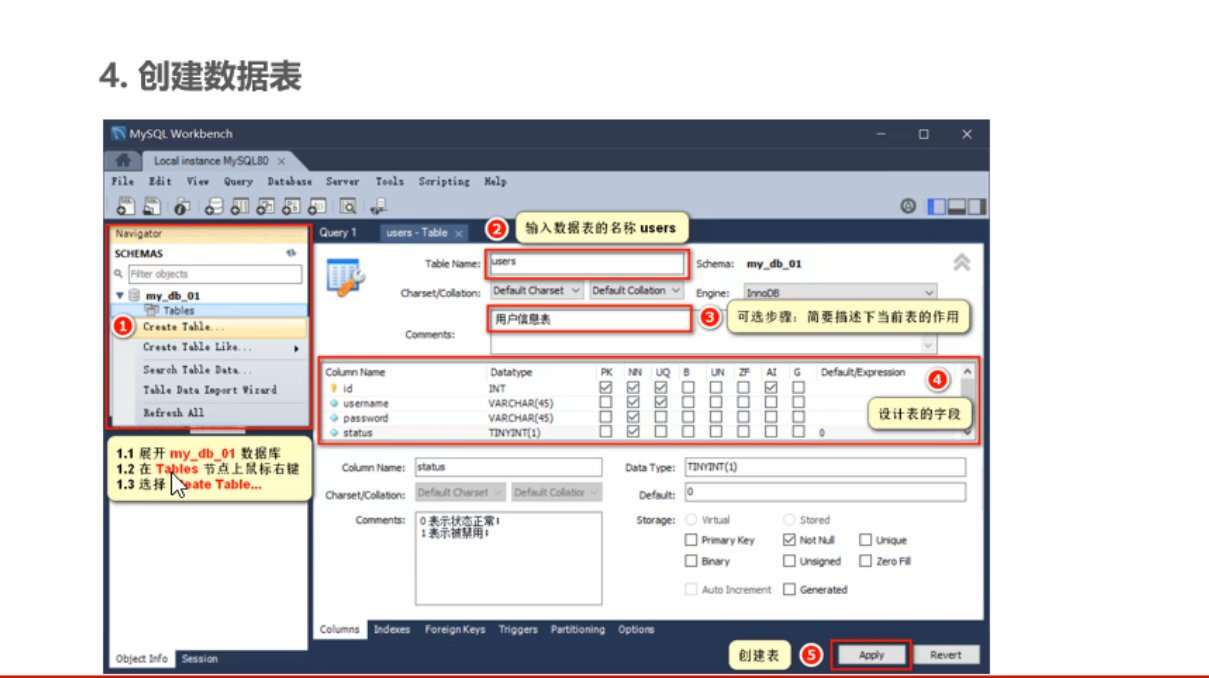 4. 创建数据表
MySQL Workbench
Local instance MySQL80
File Edit View Query Database Server Tools Scripting Help
Navigator
SCHEMAS
Filter objects
my_db_01
Tables
1
Create Table...
Create Table Like...
Search Table Data...
Table Data Import Wizard
Refresh All
1.1 展开 my_db_01 数据库
1.2 在 Tables 节点上鼠标右键
1.3 选择 eate Table...
Object Info Session
Query 1 users - Table
2 输入数据表的名称 users
Table Name: users Schema: my_db_01
Charset/Collation: Default Charset Default Collation Engine: InnoDB
Comments: 用户信息表
3 可选步骤：简要描述下当前表的作用
Column Name Datatype PK NN UQ B UN ZF AI G Default/Expression
id INT
username VARCHAR(45)
password VARCHAR(45)
status TINYINT(1) 0
4 设计表的字段
Column Name: status Data Type: TINYINT(1)
Charset/Collation: Default Charset Default Collation Default: 0
Comments: 0 表示状态正常; Storage: Virtual Stored
1 表示被禁用; Primary Key Not Null Unique
Binary Unsigned Zero Fill
Auto Increment Generated
Columns Indexes Foreign Keys Triggers Partitioning Options
创建表 5 Apply Revert